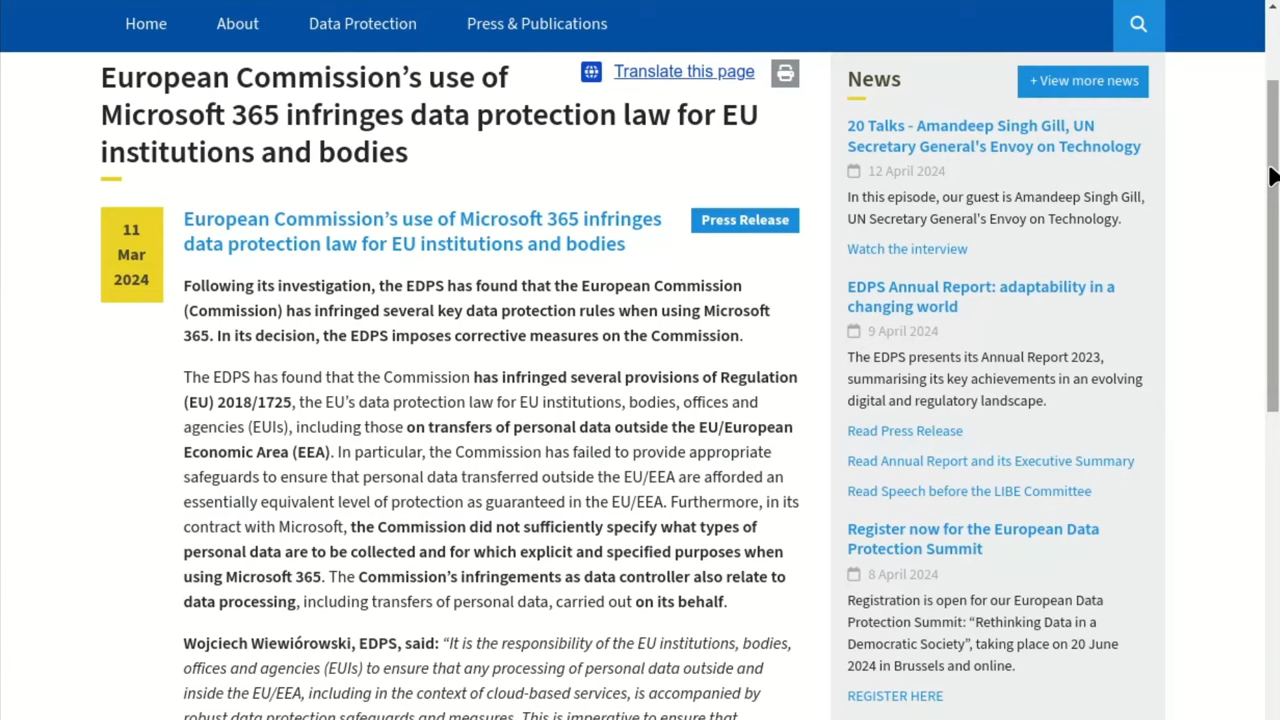 Home About Data Protection Press & Publications
European Commission’s use of
Microsoft 365 infringes data protection law for EU
institutions and bodies
Translate this page
11
Mar
2024
European Commission’s use of Microsoft 365 infringes
data protection law for EU institutions and bodies
Press Release
Following its investigation, the EDPS has found that the European Commission
(Commission) has infringed several key data protection rules when using Microsoft
365. In its decision, the EDPS imposes corrective measures on the Commission.
The EDPS has found that the Commission has infringed several provisions of Regulation
(EU) 2018/1725, the EU’s data protection law for EU institutions, bodies, offices and
agencies (EUIs), including those on transfers of personal data outside the EU/European
Economic Area (EEA). In particular, the Commission has failed to provide appropriate
safeguards to ensure that personal data transferred outside the EU/EEA are afforded an
essentially equivalent level of protection as guaranteed in the EU/EEA. Furthermore, in its
contract with Microsoft, the Commission did not sufficiently specify what types of
personal data are to be collected and for which explicit and specified purposes when
using Microsoft 365. The Commission’s infringements as data controller also relate to
data processing, including transfers of personal data, carried out on its behalf.
Wojciech Wiewiórowski, EDPS, said: “It is the responsibility of the EU institutions, bodies,
offices and agencies (EUIs) to ensure that any processing of personal data outside and
inside the EU/EEA, including in the context of cloud-based services, is accompanied by
robust data protection safeguards and measures. This is imperative to ensure that
News
+ View more news
20 Talks - Amandeep Singh Gill, UN
Secretary General's Envoy on Technology
12 April 2024
In this episode, our guest is Amandeep Singh Gill,
UN Secretary General's Envoy on Technology.
Watch the interview
EDPS Annual Report: adaptability in a
changing world
9 April 2024
The EDPS presents its Annual Report 2023,
summarising its key achievements in an evolving
digital and regulatory landscape.
Read Press Release
Read Annual Report and its Executive Summary
Read Speech before the LIBE Committee
Register now for the European Data
Protection Summit
8 April 2024
Registration is open for our European Data
Protection Summit: “Rethinking Data in a
Democratic Society”, taking place on 20 June
2024 in Brussels and online.
REGISTER HERE